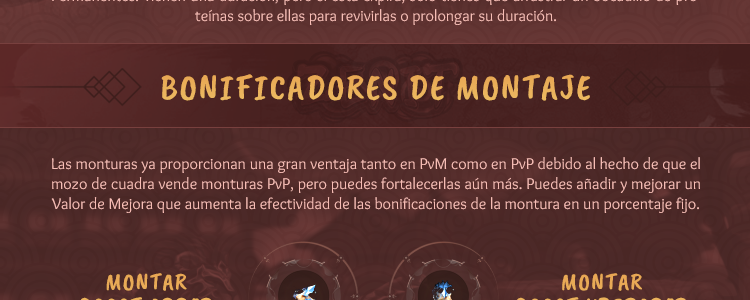 teínas sobre ellas para revivirlas o prolongar su duración.
BONIFICADORES DE MONTAJE
Las monturas ya proporcionan una gran ventaja tanto en PvM como en PvP debido al hecho de que el
mozo de cuadra vende monturas PvP, pero puedes fortalecerlas aún más. Puedes añadir y mejorar un
Valor de Mejora que aumenta la efectividad de las bonificaciones de la montura en un porcentaje fijo.
MONTAR
MONTAR